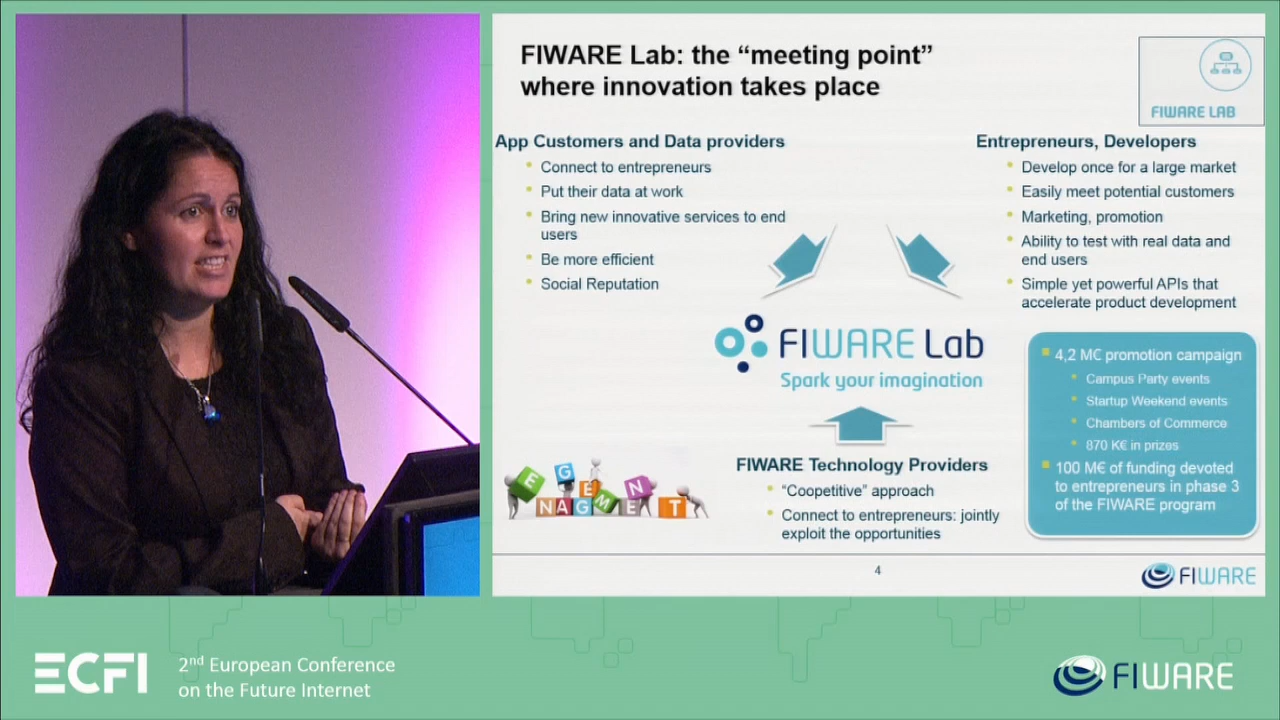 FIWARE Lab: the “meeting point”
where innovation takes place
FIWARE LAB
App Customers and Data providers
Connect to entrepreneurs
Put their data at work
Bring new innovative services to end
users
Be more efficient
Social Reputation
Entrepreneurs, Developers
Develop once for a large market
Easily meet potential customers
Marketing, promotion
Ability to test with real data and
end users
Simple yet powerful APIs that
accelerate product development
FIWARE Lab
Spark your imagination
4,2 M€ promotion campaign
Campus Party events
Startup Weekend events
Chambers of Commerce
870 K€ in prizes
100 M€ of funding devoted
to entrepreneurs in phase 3
of the FIWARE program
E G E N
NAGMENT
FIWARE Technology Providers
“Coopetitive” approach
Connect to entrepreneurs: jointly
exploit the opportunities
4
FIWARE
ECFI
2nd European Conference
on the Future Internet
FIWARE